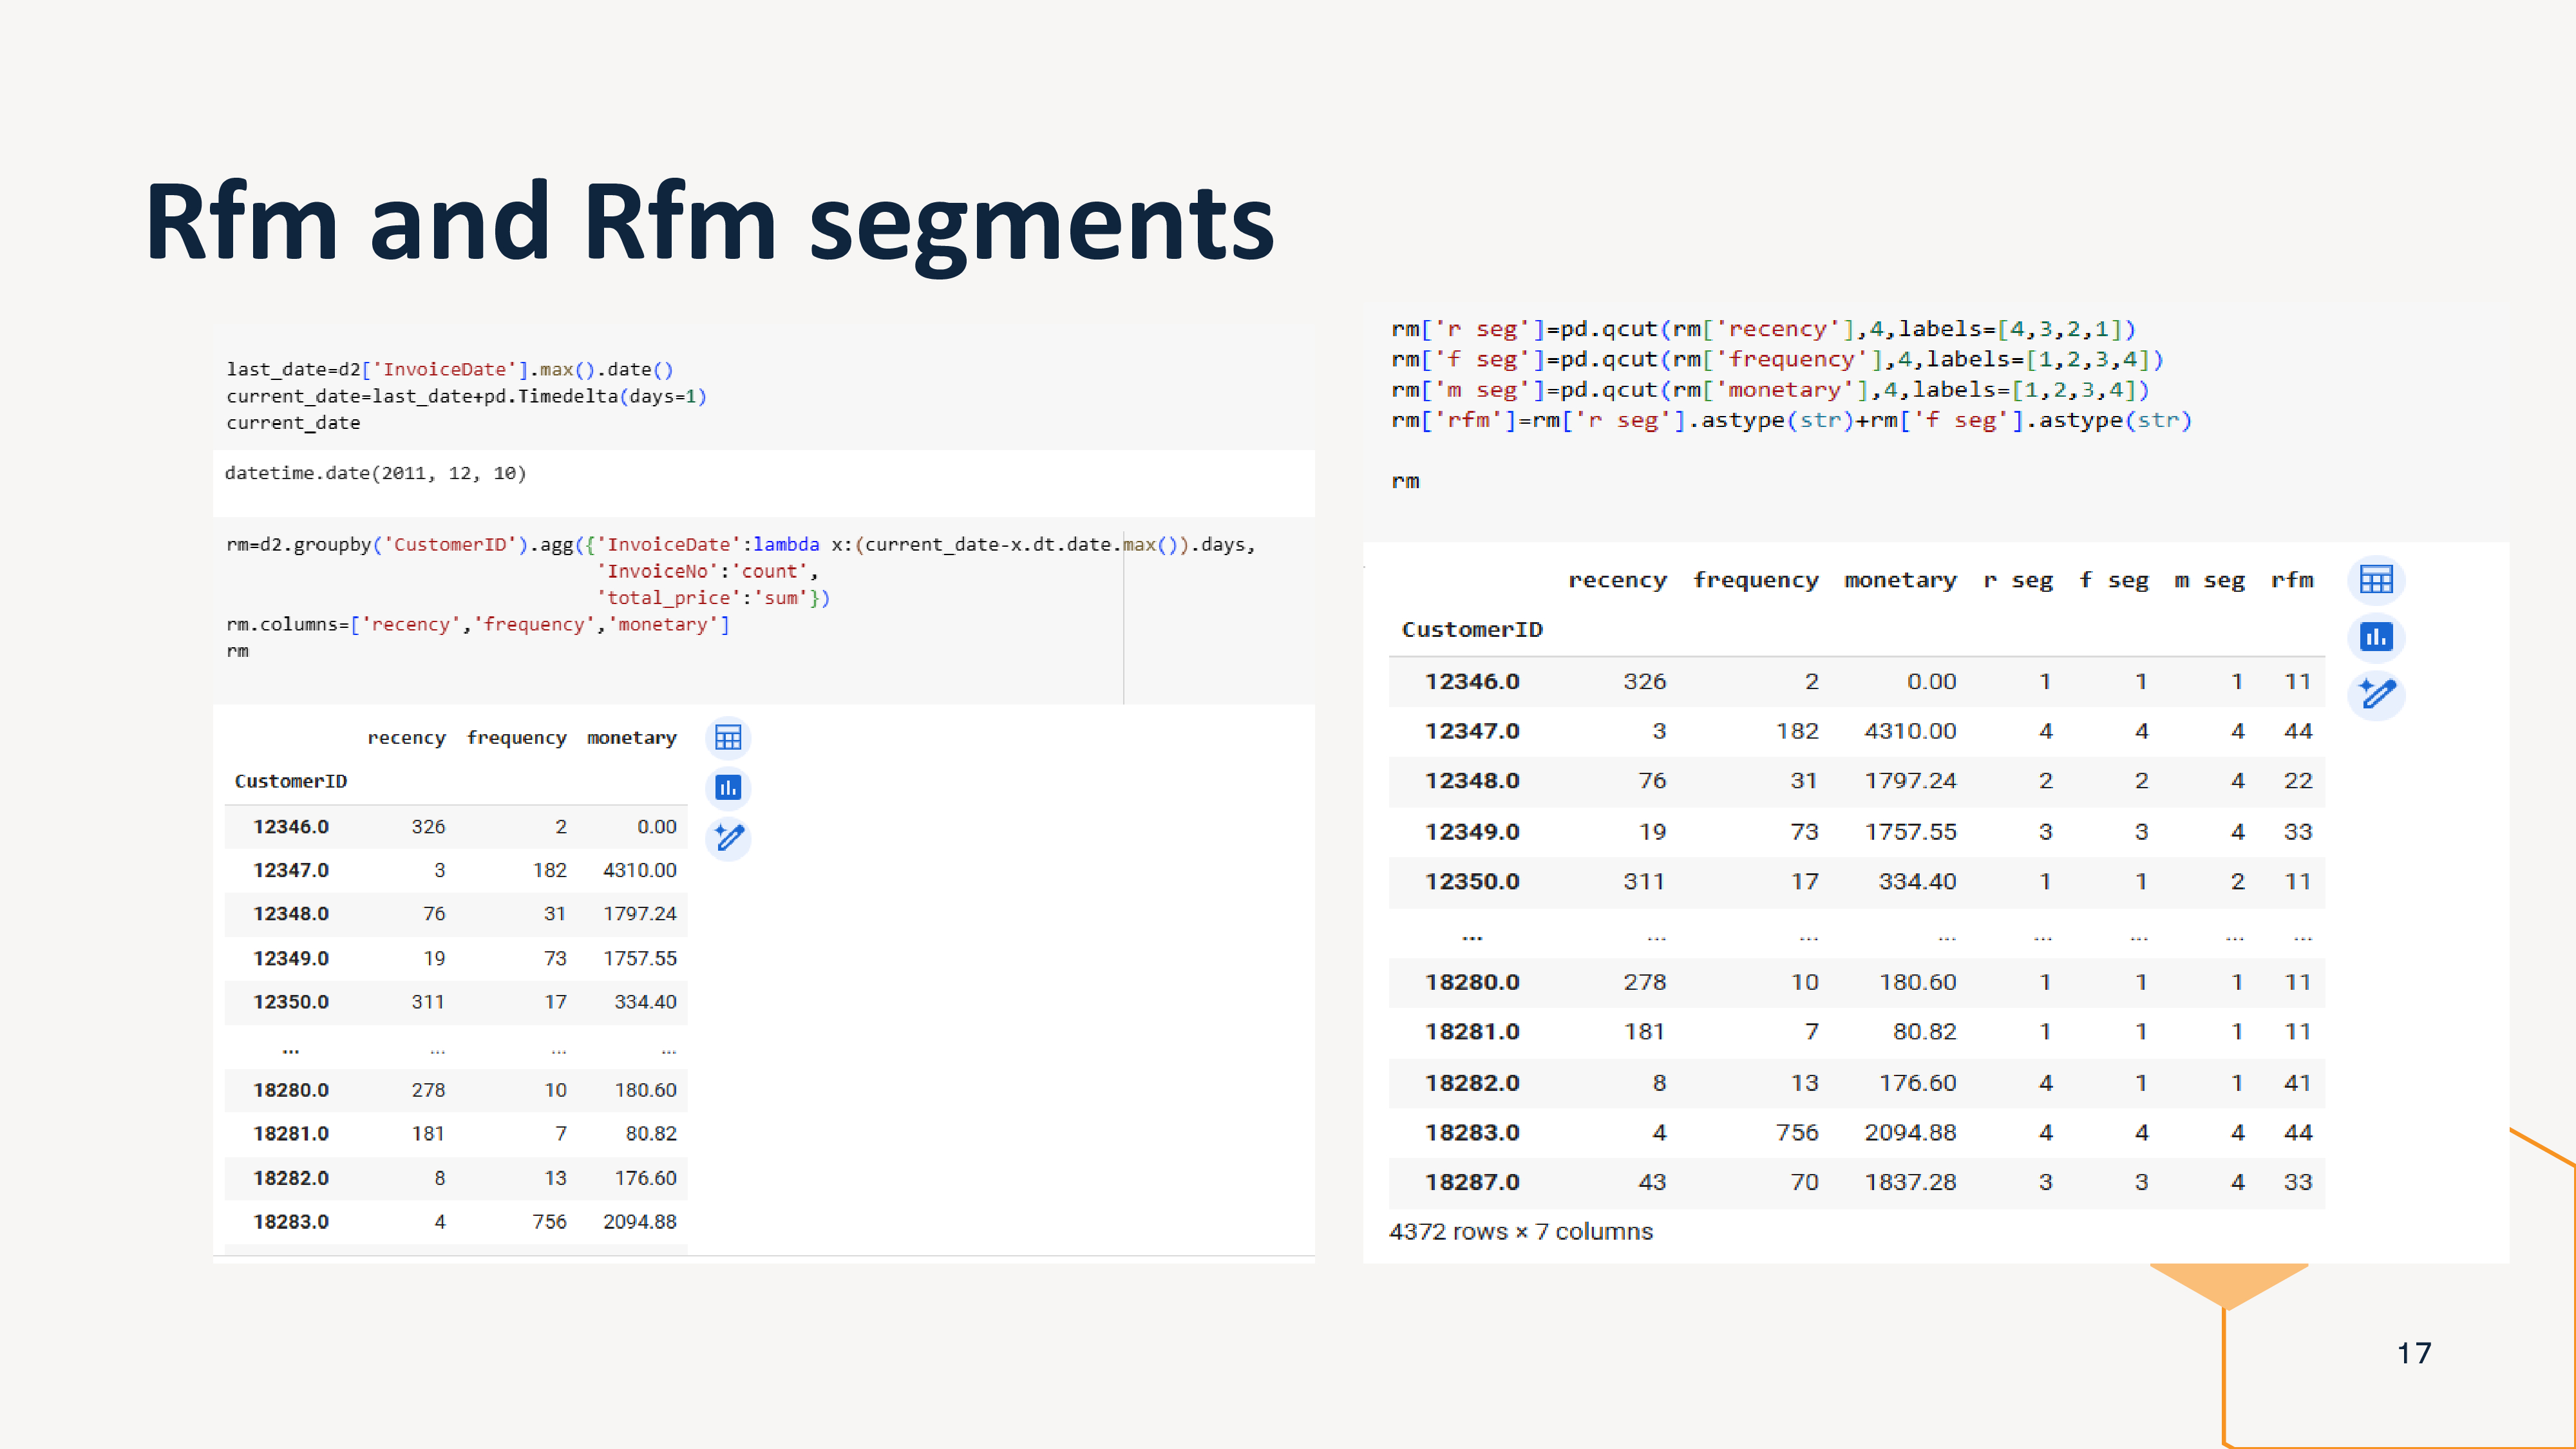 Rfm and Rfm segments
last_date=d2['InvoiceDate'].max().date()
current_date=last_date+pd.Timedelta(days=1)
current_date
datetime.date(2011, 12, 10)
rm=d2.groupby('CustomerID').agg({'InvoiceDate':lambda x:(current_date-x.dt.date.max()).days,
'InvoiceNo':'count',
'total_price':'sum'})
rm.columns=['recency','frequency','monetary']
rm
recency frequency monetary
CustomerID
12346.0 326 2 0.00
12347.0 3 182 4310.00
12348.0 76 31 1797.24
12349.0 19 73 1757.55
12350.0 311 17 334.40
... ... ... ...
18280.0 278 10 180.60
18281.0 181 7 80.82
18282.0 8 13 176.60
18283.0 4 756 2094.88
rm['r seg']=pd.qcut(rm['recency'],4,labels=[4,3,2,1])
rm['f seg']=pd.qcut(rm['frequency'],4,labels=[1,2,3,4])
rm['m seg']=pd.qcut(rm['monetary'],4,labels=[1,2,3,4])
rm['rfm']=rm['r seg'].astype(str)+rm['f seg'].astype(str)
rm
recency frequency monetary r seg f seg m seg rfm
CustomerID
12346.0 326 2 0.00 1 1 1 11
12347.0 3 182 4310.00 4 4 4 44
12348.0 76 31 1797.24 2 2 4 22
12349.0 19 73 1757.55 3 3 4 33
12350.0 311 17 334.40 1 1 2 11
... ... ... ... ... ... ... ...
18280.0 278 10 180.60 1 1 1 11
18281.0 181 7 80.82 1 1 1 11
18282.0 8 13 176.60 4 1 1 41
18283.0 4 756 2094.88 4 4 4 44
18287.0 43 70 1837.28 3 3 4 33
4372 rows × 7 columns
17